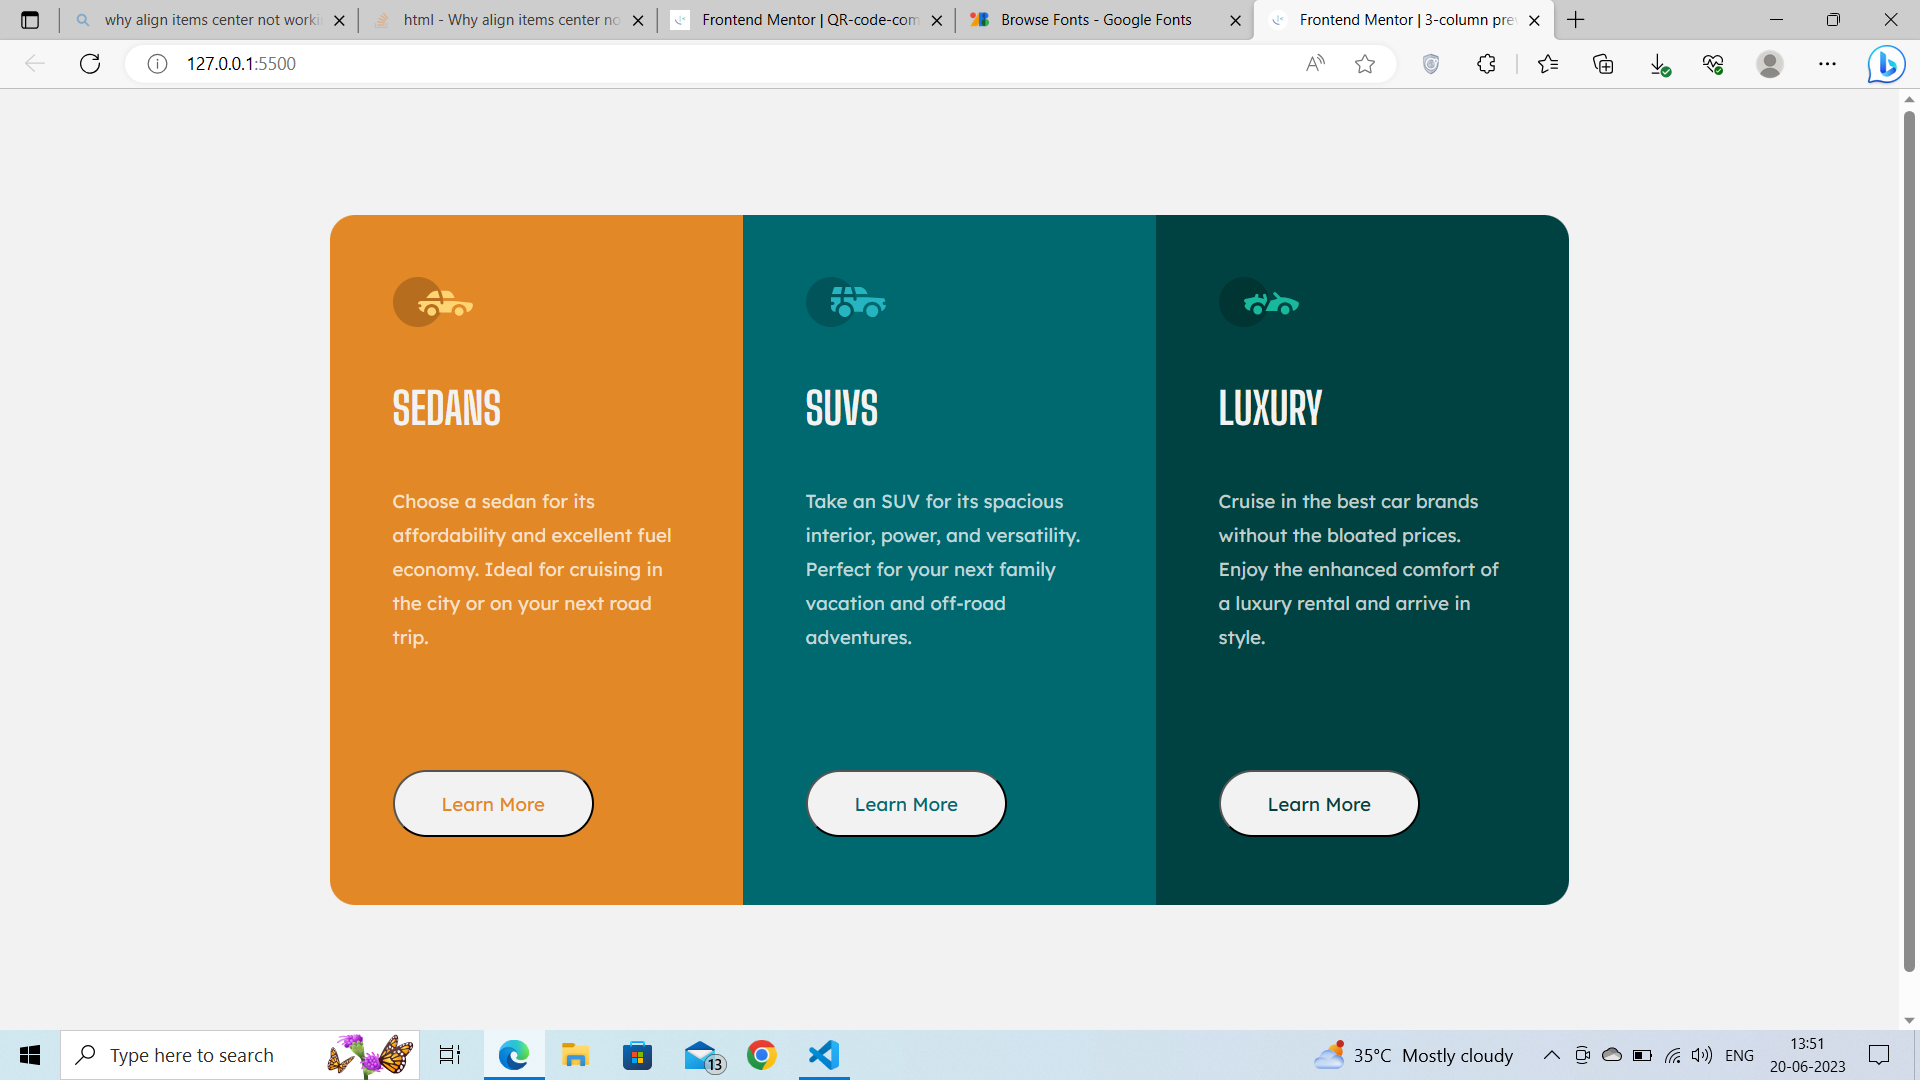 why align items center not worki
html - Why align items center no
Frontend Mentor | QR-code-com
Browse Fonts - Google Fonts
Frontend Mentor | 3-column pre
127.0.0.1:5500
SEDANS
Choose a sedan for its
affordability and excellent fuel
economy. Ideal for cruising in
the city or on your next road
trip.
Learn More
SUVS
Take an SUV for its spacious
interior, power, and versatility.
Perfect for your next family
vacation and off-road
adventures.
Learn More
LUXURY
Cruise in the best car brands
without the bloated prices.
Enjoy the enhanced comfort of
a luxury rental and arrive in
style.
Learn More
Type here to search
13
35°C Mostly cloudy
ENG
13:51
20-06-2023